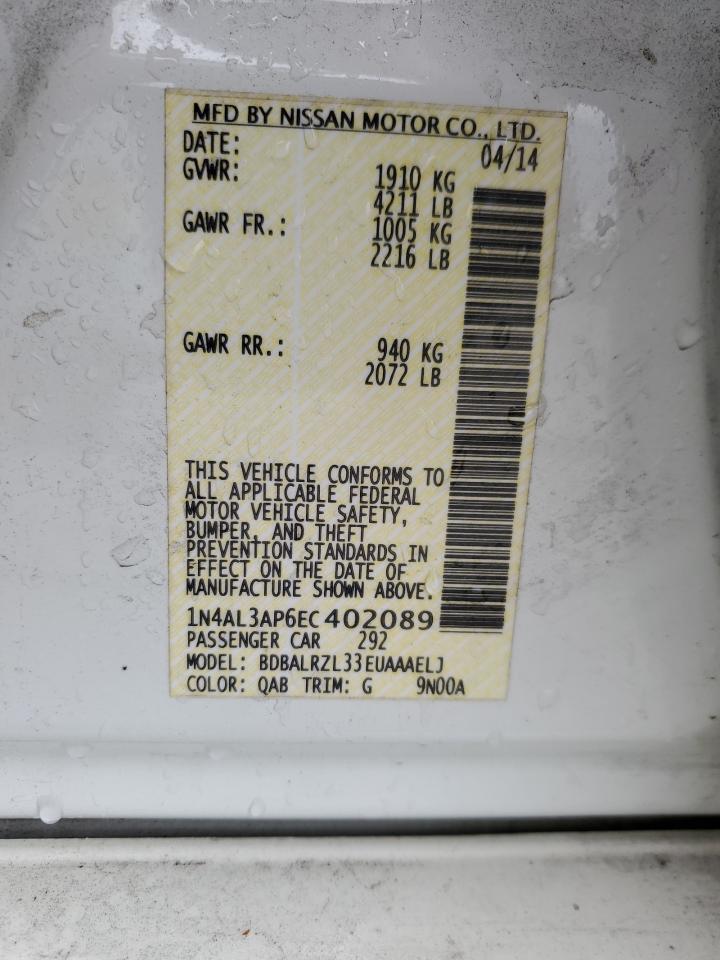 MFD BY NISSAN MOTOR CO., LTD.
DATE: 04/14
GVWR: 1910 KG
4211 LB
GAWR FR.: 1005 KG
2216 LB
GAWR RR.: 940 KG
2072 LB
THIS VEHICLE CONFORMS TO
ALL APPLICABLE FEDERAL
MOTOR VEHICLE SAFETY,
BUMPER, AND THEFT
PREVENTION STANDARDS IN
EFFECT ON THE DATE OF
MANUFACTURE SHOWN ABOVE.
1N4AL3AP6EC402089
PASSENGER CAR 292
MODEL: BDBALRZL33EUAAAELJ
COLOR: QAB TRIM: G 9N00A